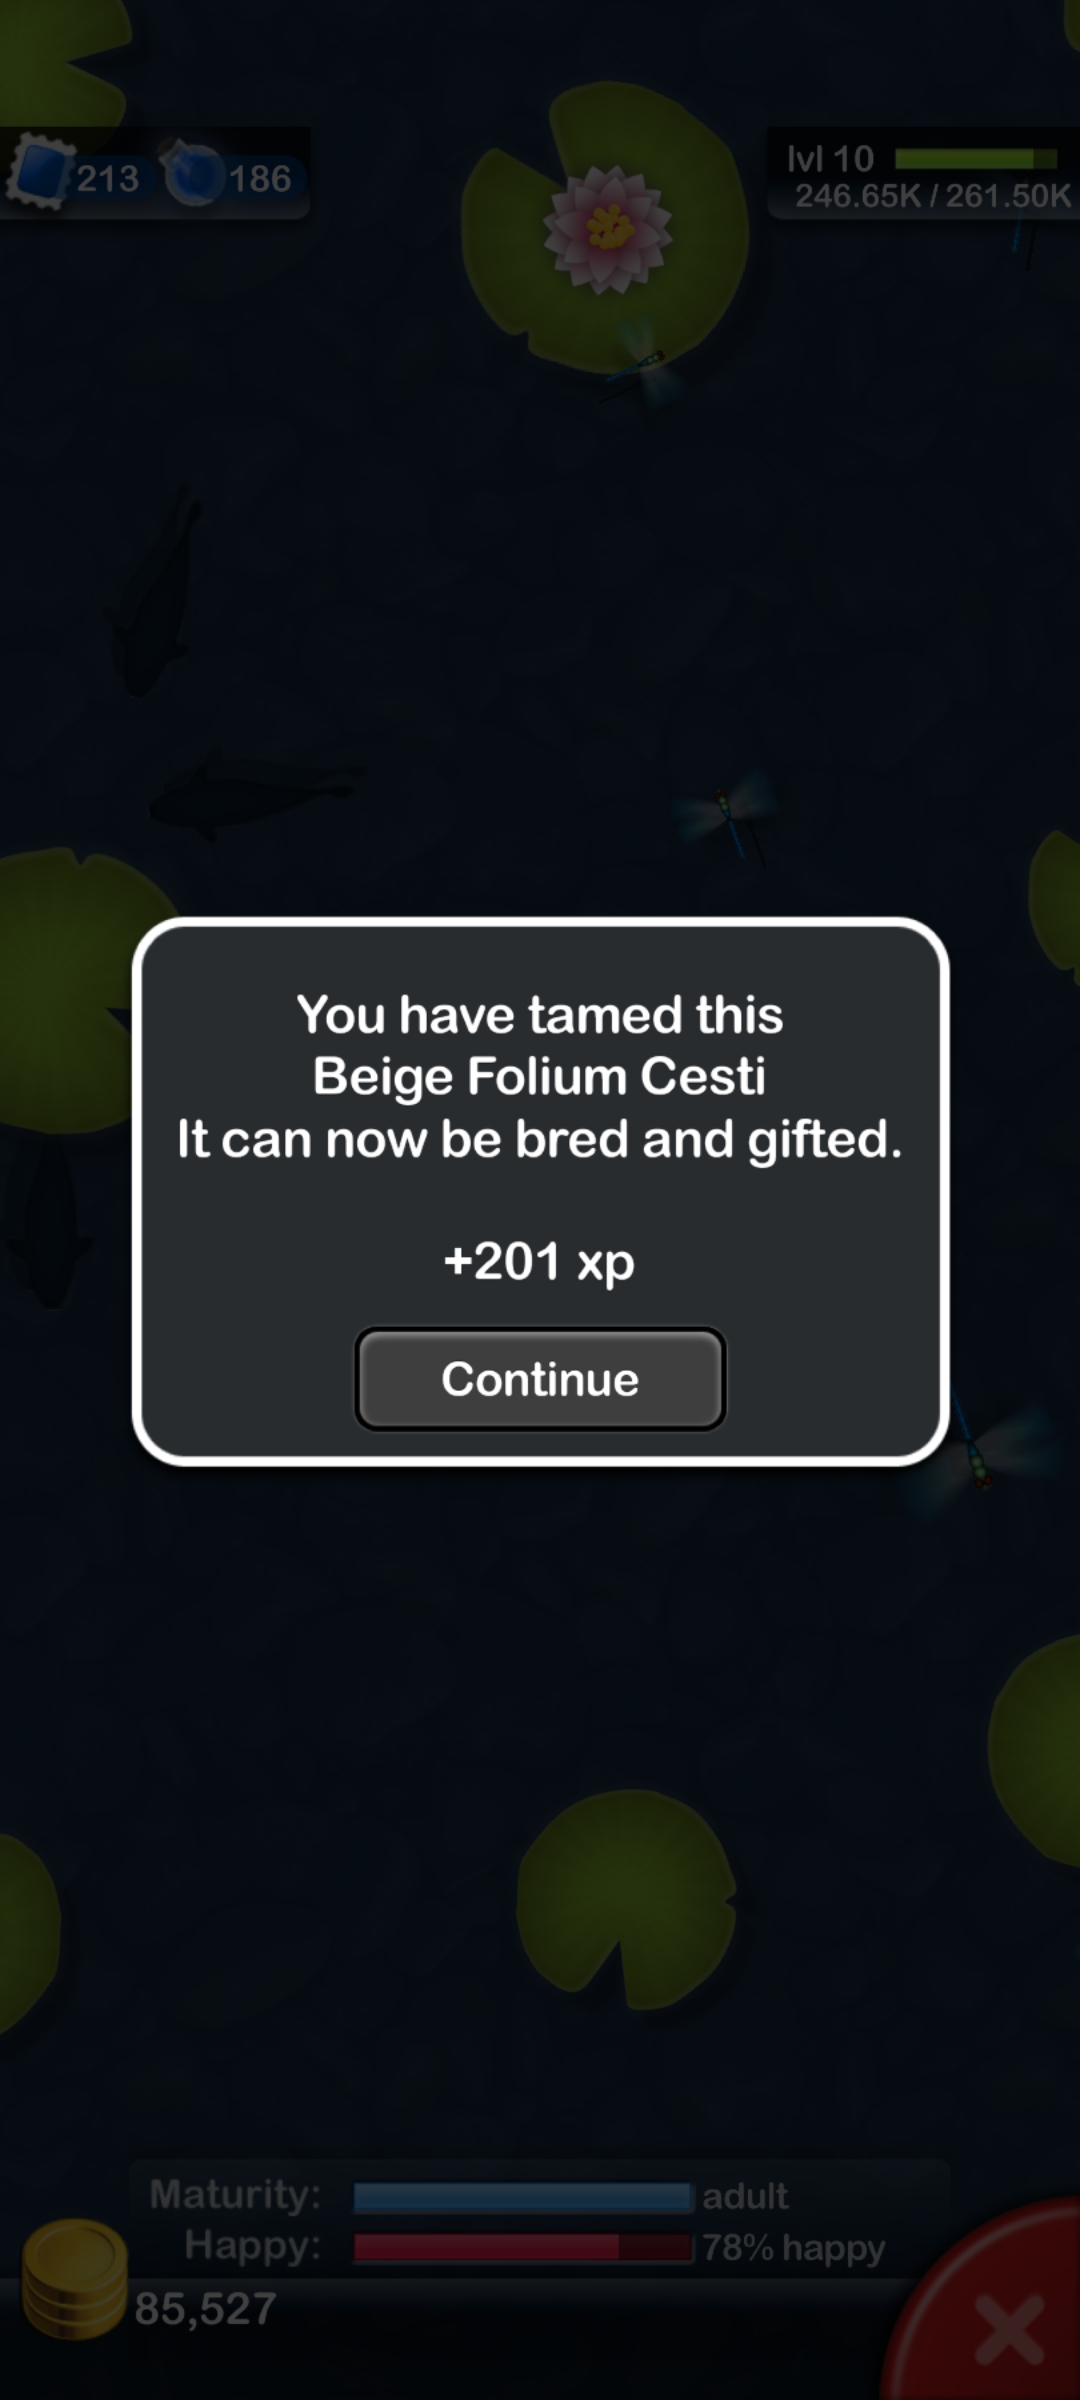 213 186
lvl 10
246.65K / 261.50K
You have tamed this
Beige Folium Cesti
It can now be bred and gifted.
+201 xp
Continue
Maturity: adult
Happy: 78% happy
85,527